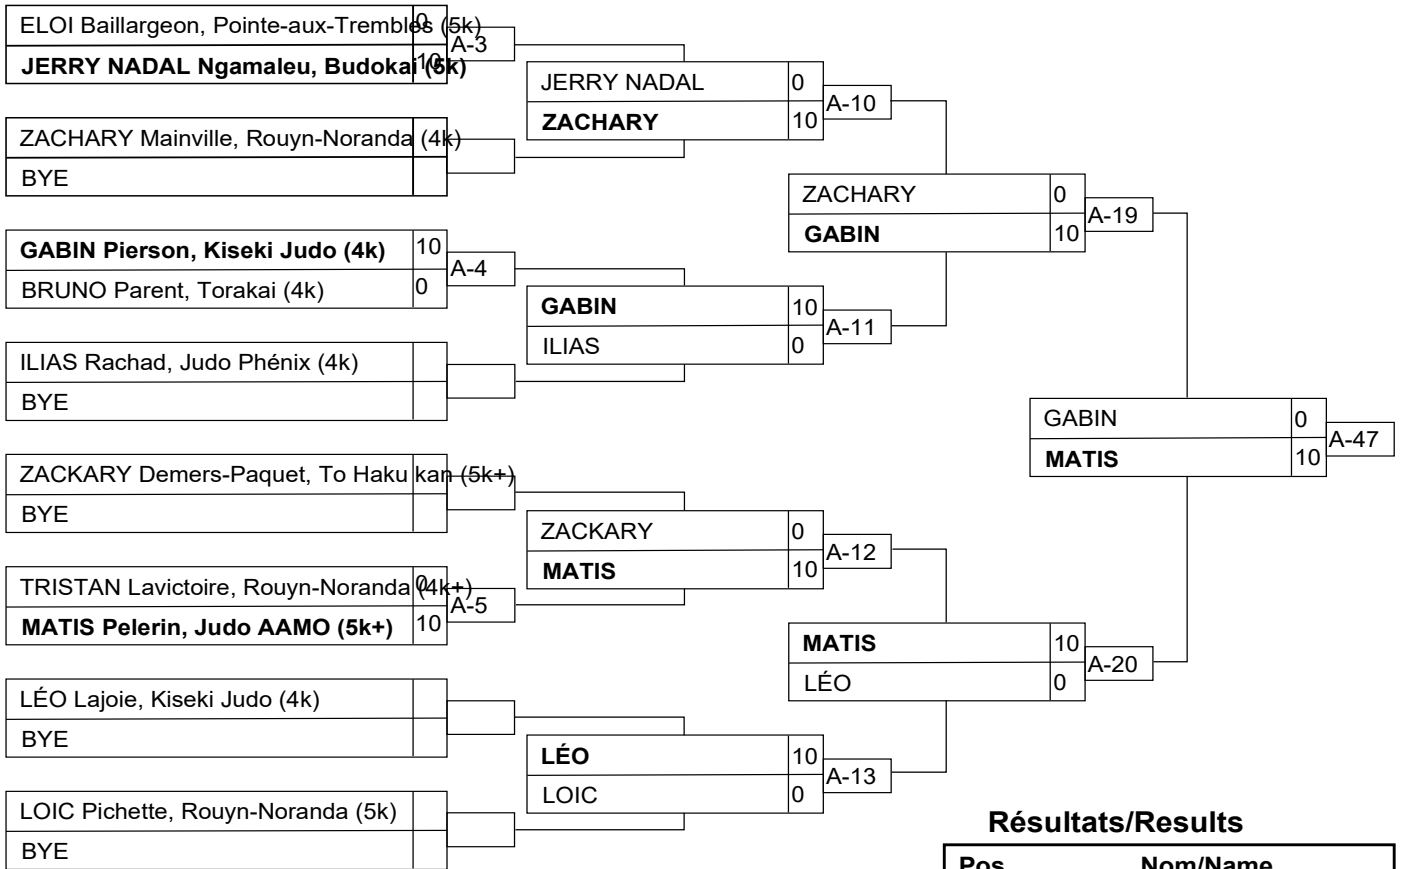 ELOI Baillargeon, Pointe-aux-Trembles (5k) 0
A-3
JERRY NADAL Ngamaleu, Budokai (5k) 10
ZACHARY Mainville, Rouyn-Noranda (4k)
BYE
GABIN Pierson, Kiseki Judo (4k) 10
A-4
BRUNO Parent, Torakai (4k) 0
ILIAS Rachad, Judo Phénix (4k)
BYE
ZACKARY Demers-Paquet, To Haku kan (5k+)
BYE
TRISTAN Lavictoire, Rouyn-Noranda (4k+) 0
A-5
MATIS Pelerin, Judo AAMO (5k+) 10
LÉO Lajoie, Kiseki Judo (4k)
BYE
LOIC Pichette, Rouyn-Noranda (5k)
BYE
JERRY NADAL 0
A-10
ZACHARY 10
GABIN 10
A-11
ILIAS 0
ZACKARY 0
A-12
MATIS 10
LÉO 10
A-13
LOIC 0
ZACHARY 0
A-19
GABIN 10
MATIS 10
A-20
LÉO 0
GABIN 0
A-47
MATIS 10
Résultats/Results
Pos Nom/Name